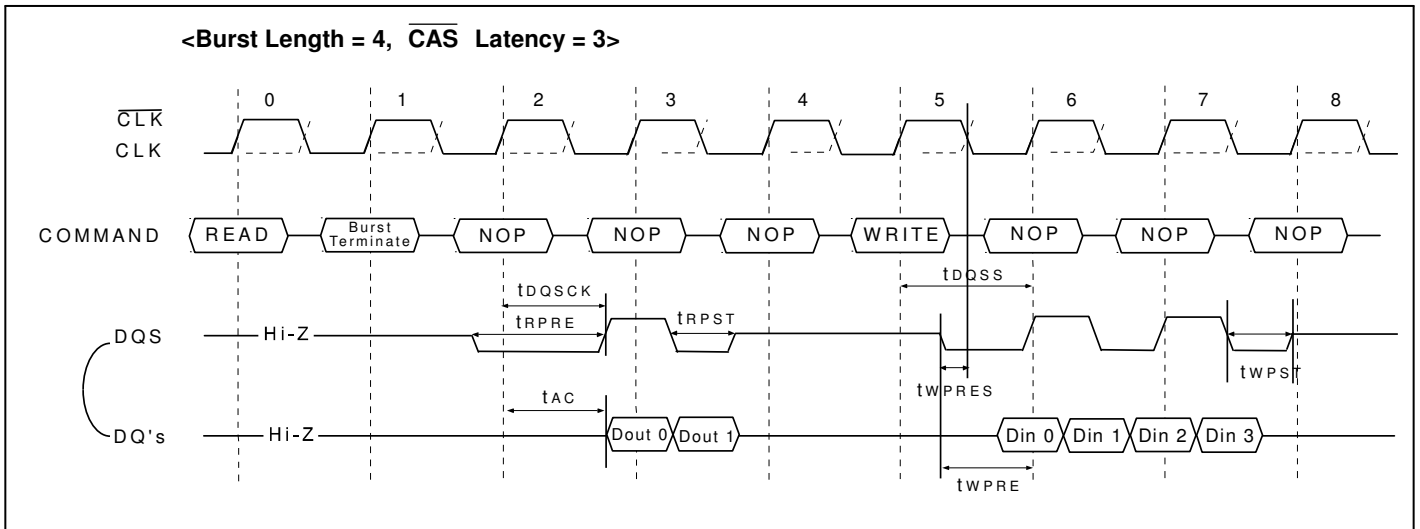 <Burst Length = 4, CAS Latency = 3>
0 1 2 3 4 5 6 7 8
CLK
CLK
COMMAND READ Burst Terminate NOP NOP NOP WRITE NOP NOP NOP
tDQSS
tDQSCK
tRPRE tRPST
DQS Hi-Z
tWPRES tWPST
tAC
DQ's Hi-Z Dout 0 Dout 1 Din 0 Din 1 Din 2 Din 3
tWPRE